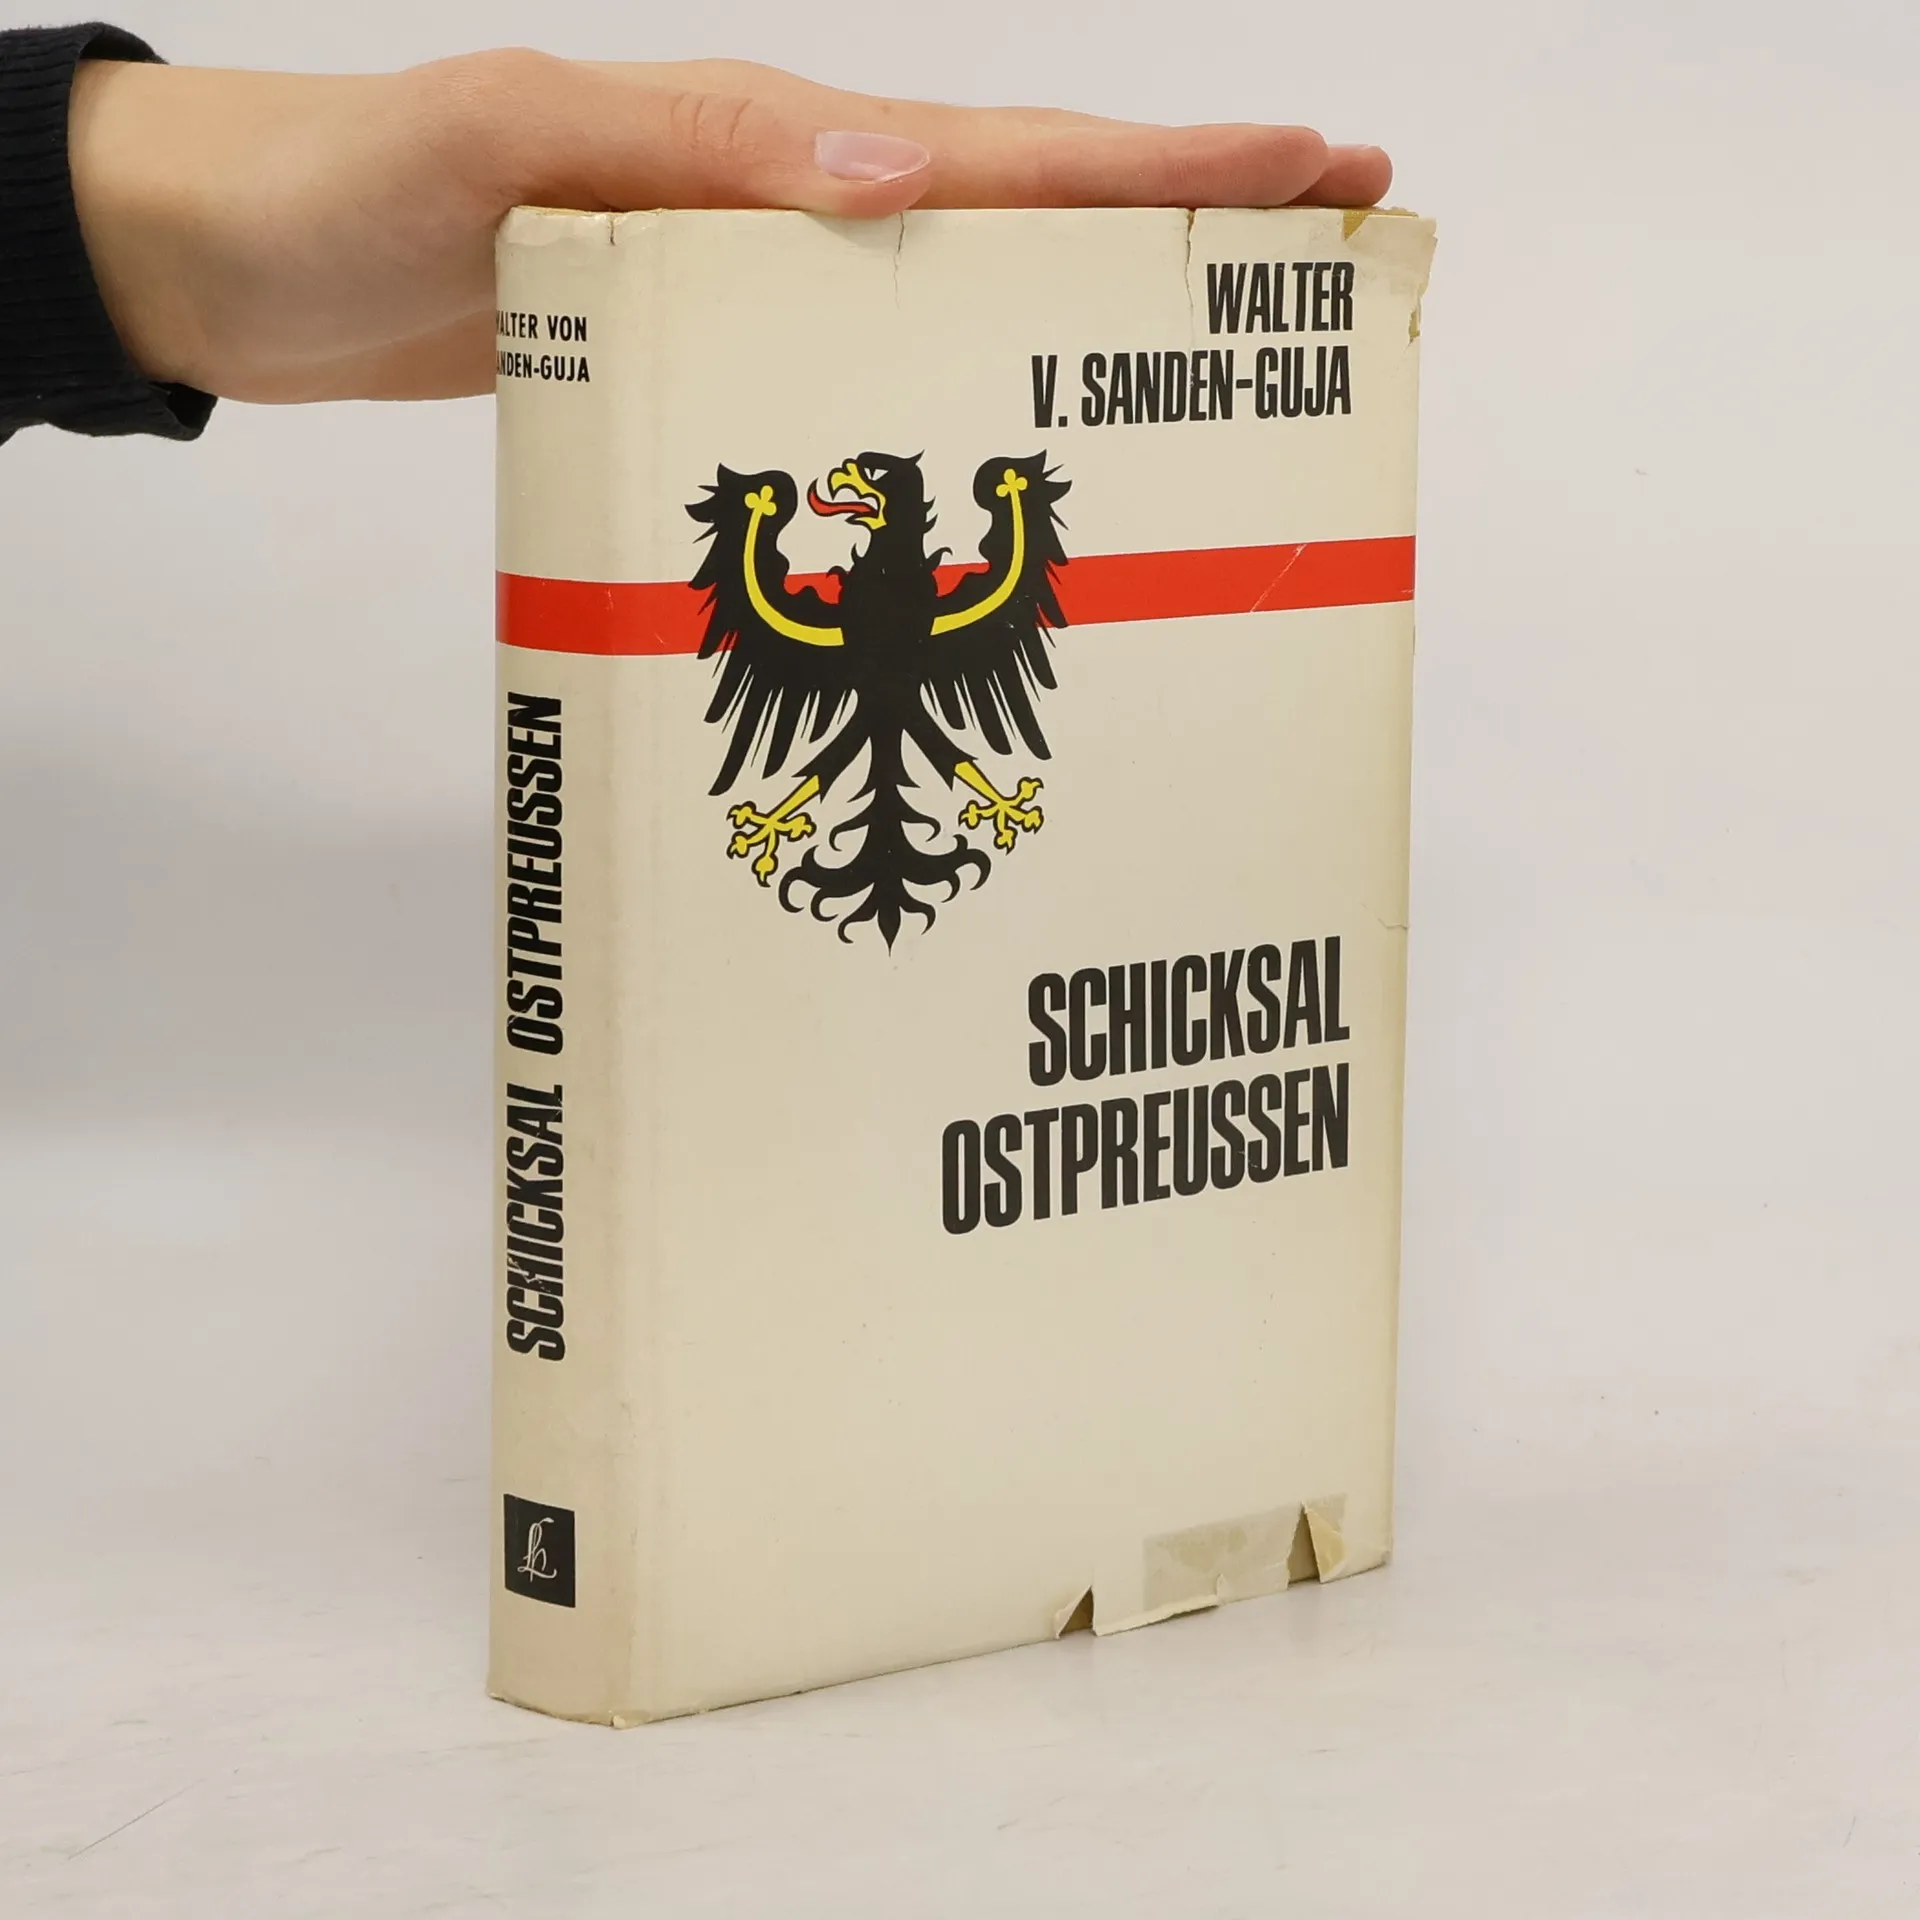 WALTER
V. SANDEN-GUJA
SCHICKSAL
OSTPREUSSEN
WALTER VON
SANDEN-GUJA
SCHICKSAL OSTPREUSSEN